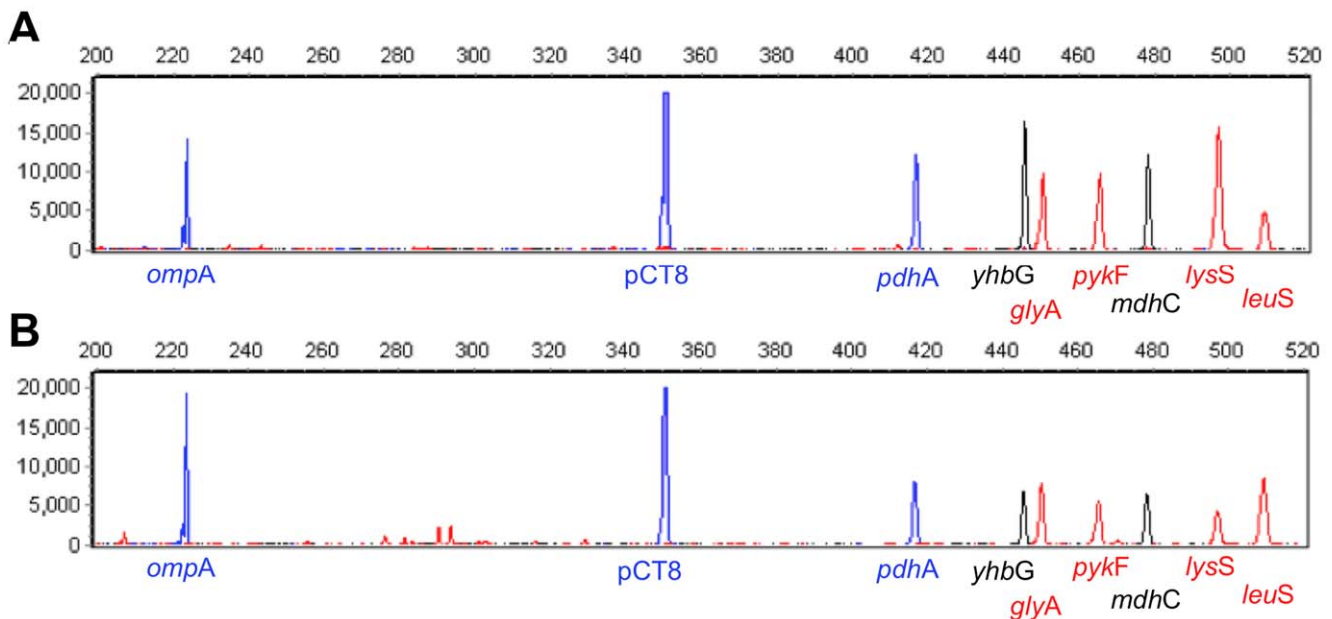 A
200 220 240 260 280 300 320 340 360 380 400 420 440 460 480 500 520
20,000
15,000
10,000
5,000
0
ompA pCT8 pdhA yhbG pykF lysS
glyA mdhC leuS
B
200 220 240 260 280 300 320 340 360 380 400 420 440 460 480 500 520
20,000
15,000
10,000
5,000
0
ompA pCT8 pdhA yhbG pykF lysS
glyA mdhC leuS